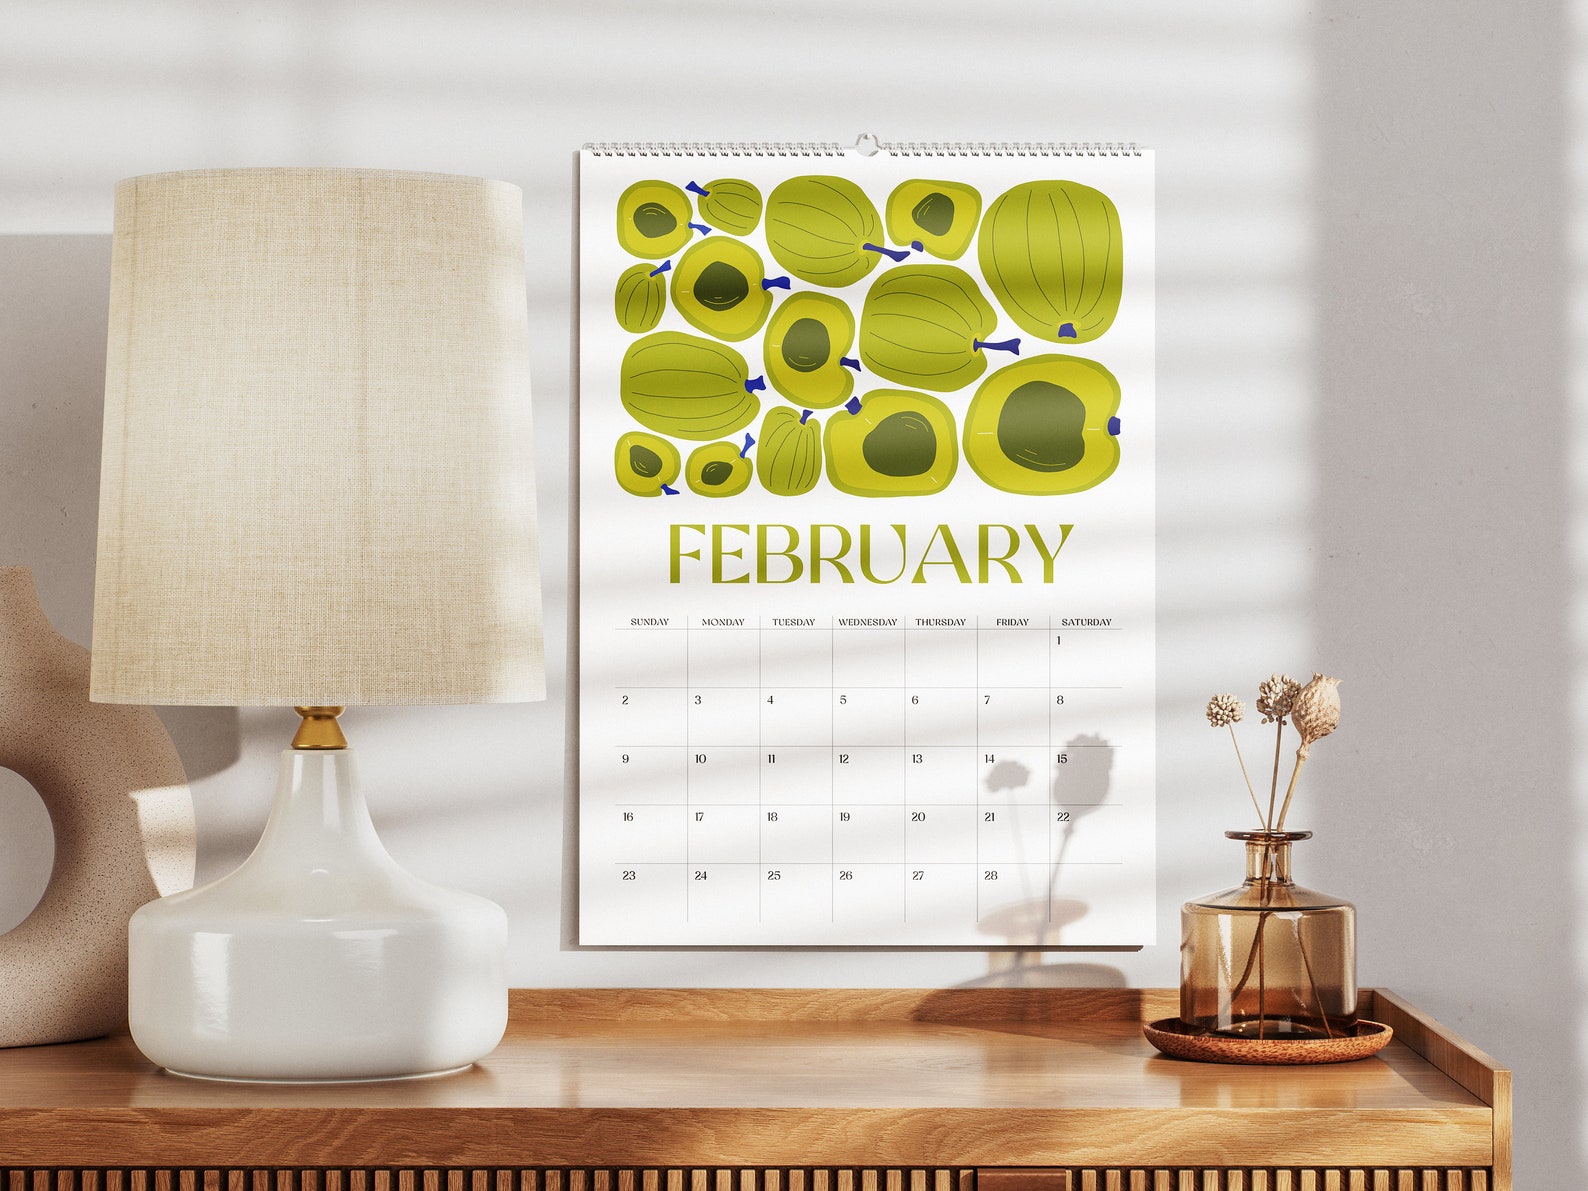 FEBRUARY
SUNDAY MONDAY TUESDAY WEDNESDAY THURSDAY FRIDAY SATURDAY
1
2 3 4 5 6 7 8
9 10 11 12 13 14 15
16 17 18 19 20 21 22
23 24 25 26 27 28